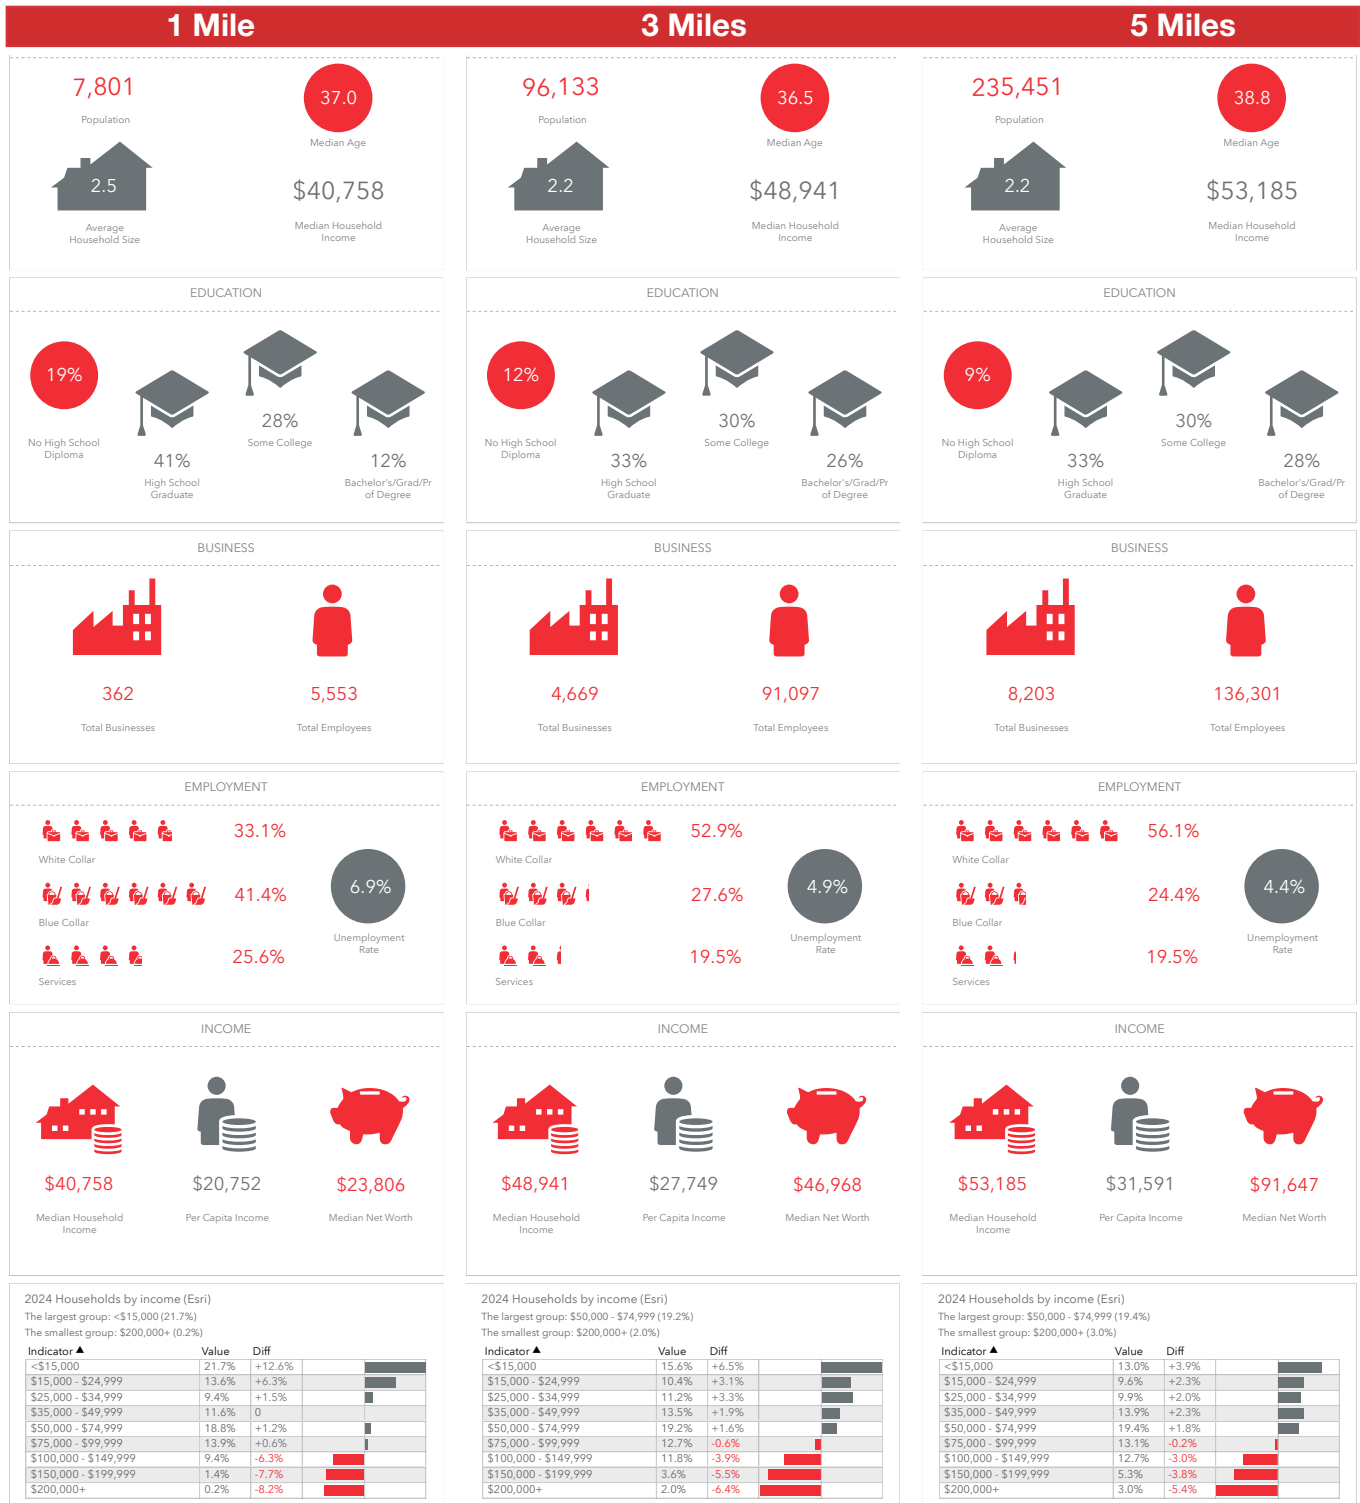 1 Mile
7,801
Population
37.0
Median Age
2.5
Average
Household Size
$40,758
Median Household
Income
EDUCATION
19%
No High School
Diploma
41%
High School
Graduate
28%
Some College
12%
Bachelor's/Grad/Pr
of Degree
BUSINESS
362
Total Businesses
5,553
Total Employees
EMPLOYMENT
33.1%
White Collar
41.4%
Blue Collar
25.6%
Services
6.9%
Unemployment
Rate
INCOME
$40,758
Median Household
Income
$20,752
Per Capita Income
$23,806
Median Net Worth
2024 Households by income (Esri)
The largest group: <$15,000 (21.7%)
The smallest group: $200,000+ (0.2%)
Indicator ▲ Value Diff
<$15,000 21.7% +12.6%
$15,000 - $24,999 13.6% +6.3%
$25,000 - $34,999 9.4% +1.5%
$35,000 - $49,999 11.6% 0
$50,000 - $74,999 18.8% +1.2%
$75,000 - $99,999 13.9% +0.6%
$100,000 - $149,999 9.4% -6.3%
$150,000 - $199,999 1.4% -7.7%
$200,000+ 0.2% -8.2%
3 Miles
96,133
Population
36.5
Median Age
2.2
Average
Household Size
$48,941
Median Household
Income
EDUCATION
12%
No High School
Diploma
33%
High School
Graduate
30%
Some College
26%
Bachelor's/Grad/Pr
of Degree
BUSINESS
4,669
Total Businesses
91,097
Total Employees
EMPLOYMENT
52.9%
White Collar
27.6%
Blue Collar
19.5%
Services
4.9%
Unemployment
Rate
INCOME
$48,941
Median Household
Income
$27,749
Per Capita Income
$46,968
Median Net Worth
2024 Households by income (Esri)
The largest group: $50,000 - $74,999 (19.2%)
The smallest group: $200,000+ (2.0%)
Indicator ▲ Value Diff
<$15,000 15.6% +6.5%
$15,000 - $24,999 10.4% +3.1%
$25,000 - $34,999 11.2% +3.3%
$35,000 - $49,999 13.5% +1.9%
$50,000 - $74,999 19.2% +1.6%
$75,000 - $99,999 12.7% -0.6%
$100,000 - $149,999 11.8% -3.9%
$150,000 - $199,999 3.6% -5.5%
$200,000+ 2.0% -6.4%
5 Miles
235,451
Population
38.8
Median Age
2.2
Average
Household Size
$53,185
Median Household
Income
EDUCATION
9%
No High School
Diploma
33%
High School
Graduate
30%
Some College
28%
Bachelor's/Grad/Pr
of Degree
BUSINESS
8,203
Total Businesses
136,301
Total Employees
EMPLOYMENT
56.1%
White Collar
24.4%
Blue Collar
19.5%
Services
4.4%
Unemployment
Rate
INCOME
$53,185
Median Household
Income
$31,591
Per Capita Income
$91,647
Median Net Worth
2024 Households by income (Esri)
The largest group: $50,000 - $74,999 (19.4%)
The smallest group: $200,000+ (3.0%)
Indicator ▲ Value Diff
<$15,000 13.0% +3.9%
$15,000 - $24,999 9.6% +2.3%
$25,000 - $34,999 9.9% +2.0%
$35,000 - $49,999 13.9% +2.3%
$50,000 - $74,999 19.4% +1.8%
$75,000 - $99,999 13.1% -0.2%
$100,000 - $149,999 12.7% -3.0%
$150,000 - $199,999 5.3% -3.8%
$200,000+ 3.0% -5.4%